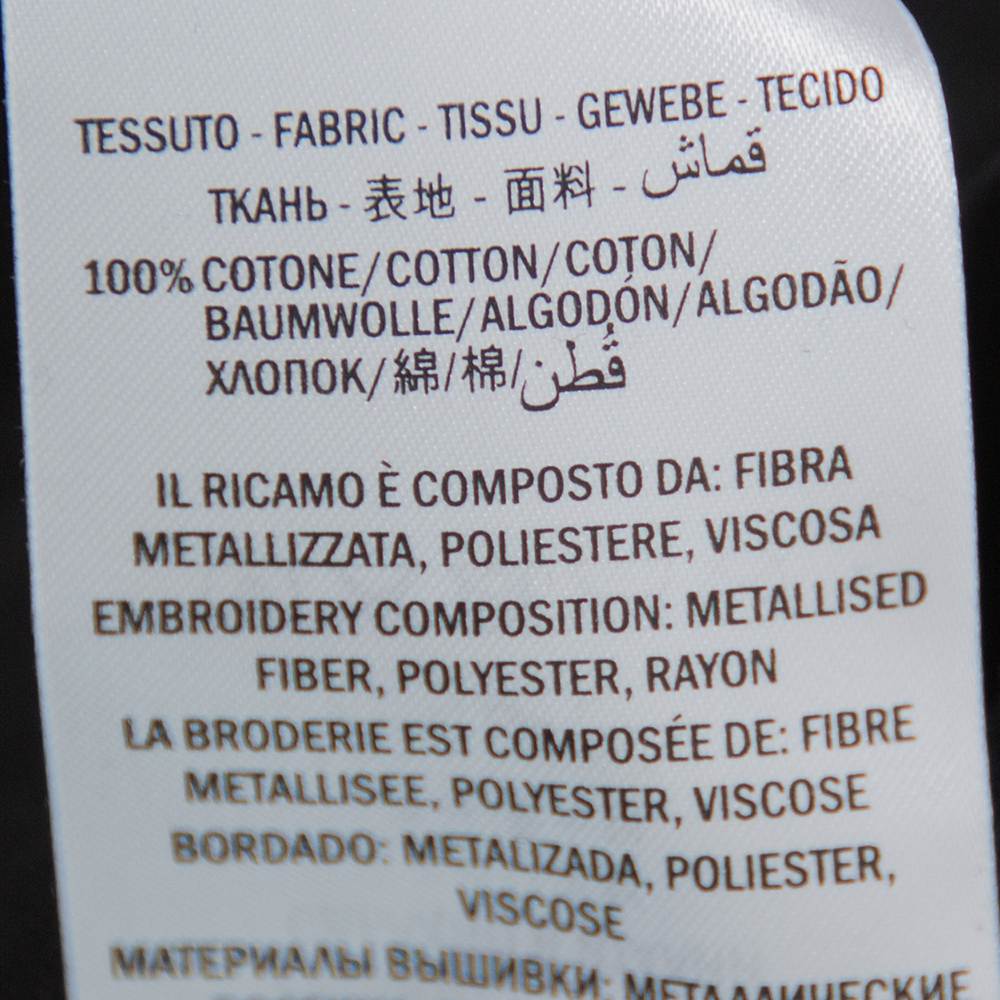 TESSUTO - FABRIC - TISSU - GEWEBE - TECIDO
ТКАНЬ - 表地 - 面料 - قماش
100% COTONE/COTTON/COTON/
BAUMWOLLE/ALGODÓN/ALGODÃO/
ХЛОПОК/綿/棉/قُطن
IL RICAMO È COMPOSTO DA: FIBRA
METALLIZZATA, POLIESTERE, VISCOSA
EMBROIDERY COMPOSITION: METALLISED
FIBER, POLYESTER, RAYON
LA BRODERIE EST COMPOSÉE DE: FIBRE
METALLISEE, POLYESTER, VISCOSE
BORDADO: METALIZADA, POLIESTER,
VISCOSE
МАТЕРИАЛЫ ВЫШИВКИ: МЕТАЛЛИЧЕСКИЕ